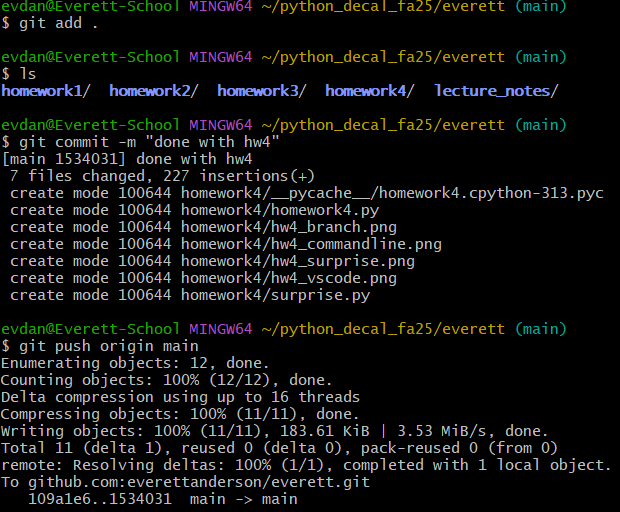 evdan@Everett-School MINGW64 ~/python_decal_fa25/everett (main)
$ git add .
evdan@Everett-School MINGW64 ~/python_decal_fa25/everett (main)
$ ls
homework1/  homework2/  homework3/  homework4/  lecture_notes/
evdan@Everett-School MINGW64 ~/python_decal_fa25/everett (main)
$ git commit -m "done with hw4"
[main 1534031] done with hw4
 7 files changed, 227 insertions(+)
 create mode 100644 homework4/__pycache__/homework4.cpython-313.pyc
 create mode 100644 homework4/homework4.py
 create mode 100644 homework4/hw4_branch.png
 create mode 100644 homework4/hw4_commandline.png
 create mode 100644 homework4/hw4_surprise.png
 create mode 100644 homework4/hw4_vscode.png
 create mode 100644 homework4/surprise.py
evdan@Everett-School MINGW64 ~/python_decal_fa25/everett (main)
$ git push origin main
Enumerating objects: 12, done.
Counting objects: 100% (12/12), done.
Delta compression using up to 16 threads
Compressing objects: 100% (11/11), done.
Writing objects: 100% (11/11), 183.61 KiB | 3.53 MiB/s, done.
Total 11 (delta 1), reused 0 (delta 0), pack-reused 0 (from 0)
remote: Resolving deltas: 100% (1/1), completed with 1 local object.
To github.com:everettanderson/everett.git
   109a1e6..1534031  main -> main